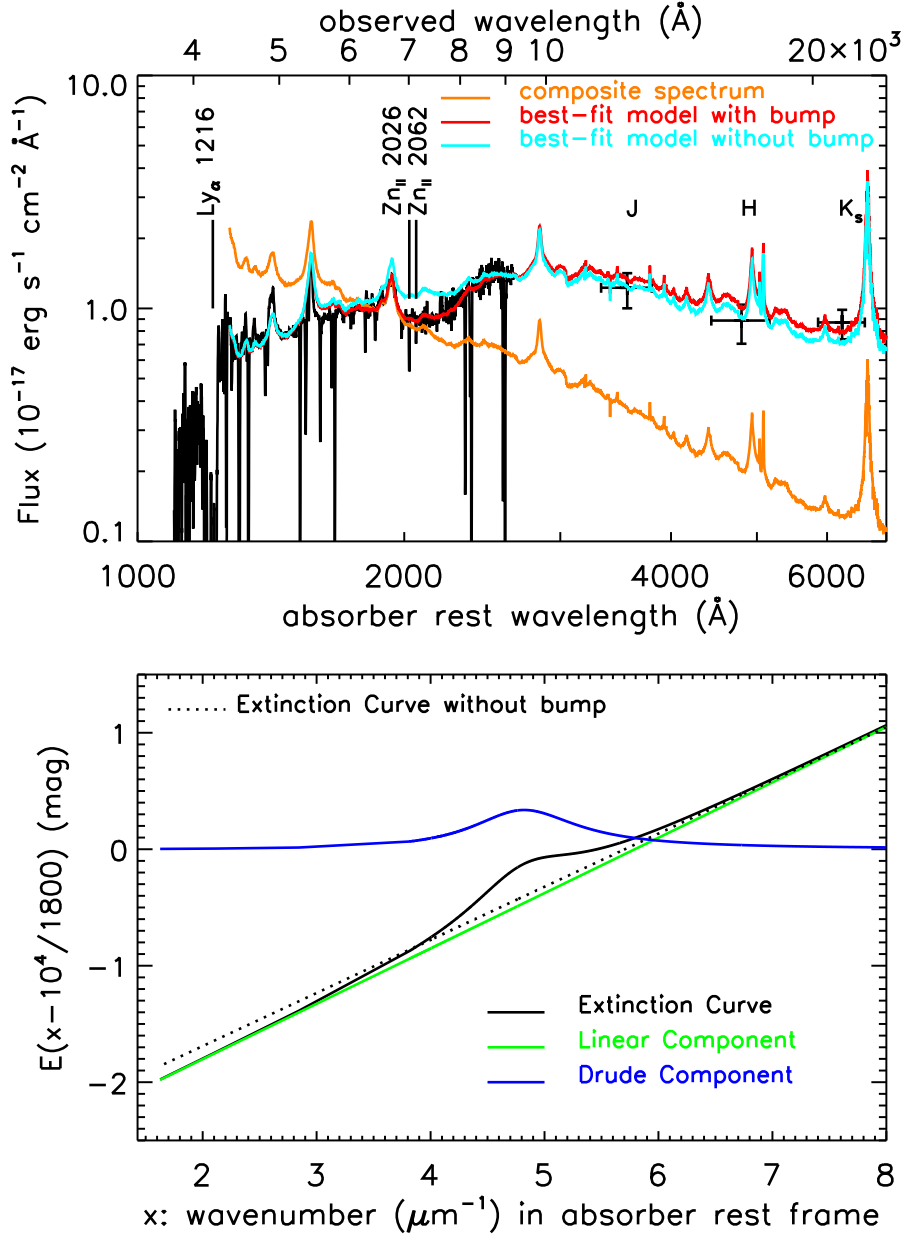 observed wavelength (Å)
4 5 6 7 8 9 10 20×10³
10.0
1.0
0.1
Flux (10⁻¹⁷ erg s⁻¹ cm⁻² Å⁻¹)
composite spectrum
best-fit model with bump
best-fit model without bump
Lyα 1216
ZnII 2026
ZnII 2062
J
H
Ks
1000 2000 4000 6000
absorber rest wavelength (Å)
Extinction Curve without bump
1
0
-1
-2
E(x-10⁴/1800) (mag)
Extinction Curve
Linear Component
Drude Component
2 3 4 5 6 7 8
x: wavenumber (μm⁻¹) in absorber rest frame